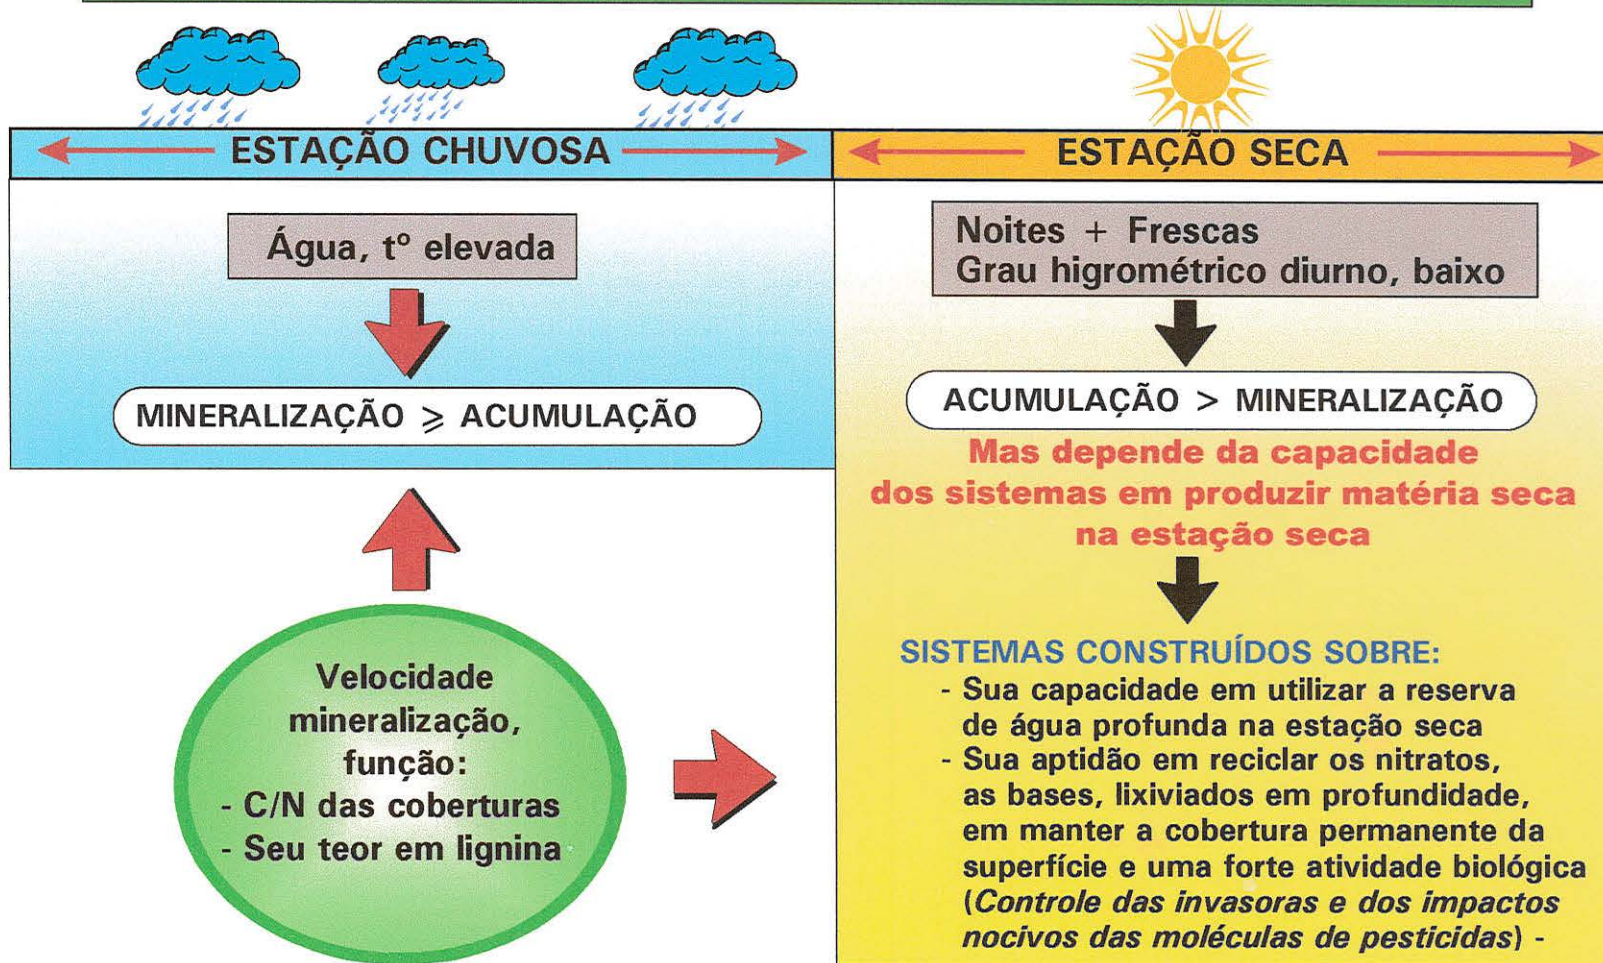 ESTAÇÃO CHUVOSA
Água, tº elevada
MINERALIZAÇÃO ⩾ ACUMULAÇÃO
Velocidade
mineralização,
função:
- C/N das coberturas
- Seu teor em lignina
ESTAÇÃO SECA
Noites + Frescas
Grau higrométrico diurno, baixo
ACUMULAÇÃO > MINERALIZAÇÃO
Mas depende da capacidade
dos sistemas em produzir matéria seca
na estação seca
SISTEMAS CONSTRUÍDOS SOBRE:
- Sua capacidade em utilizar a reserva
de água profunda na estação seca
- Sua aptidão em reciclar os nitratos,
as bases, lixiviados em profundidade,
em manter a cobertura permanente da
superfície e uma forte atividade biológica
(Controle das invasoras e dos impactos
nocivos das moléculas de pesticidas) -